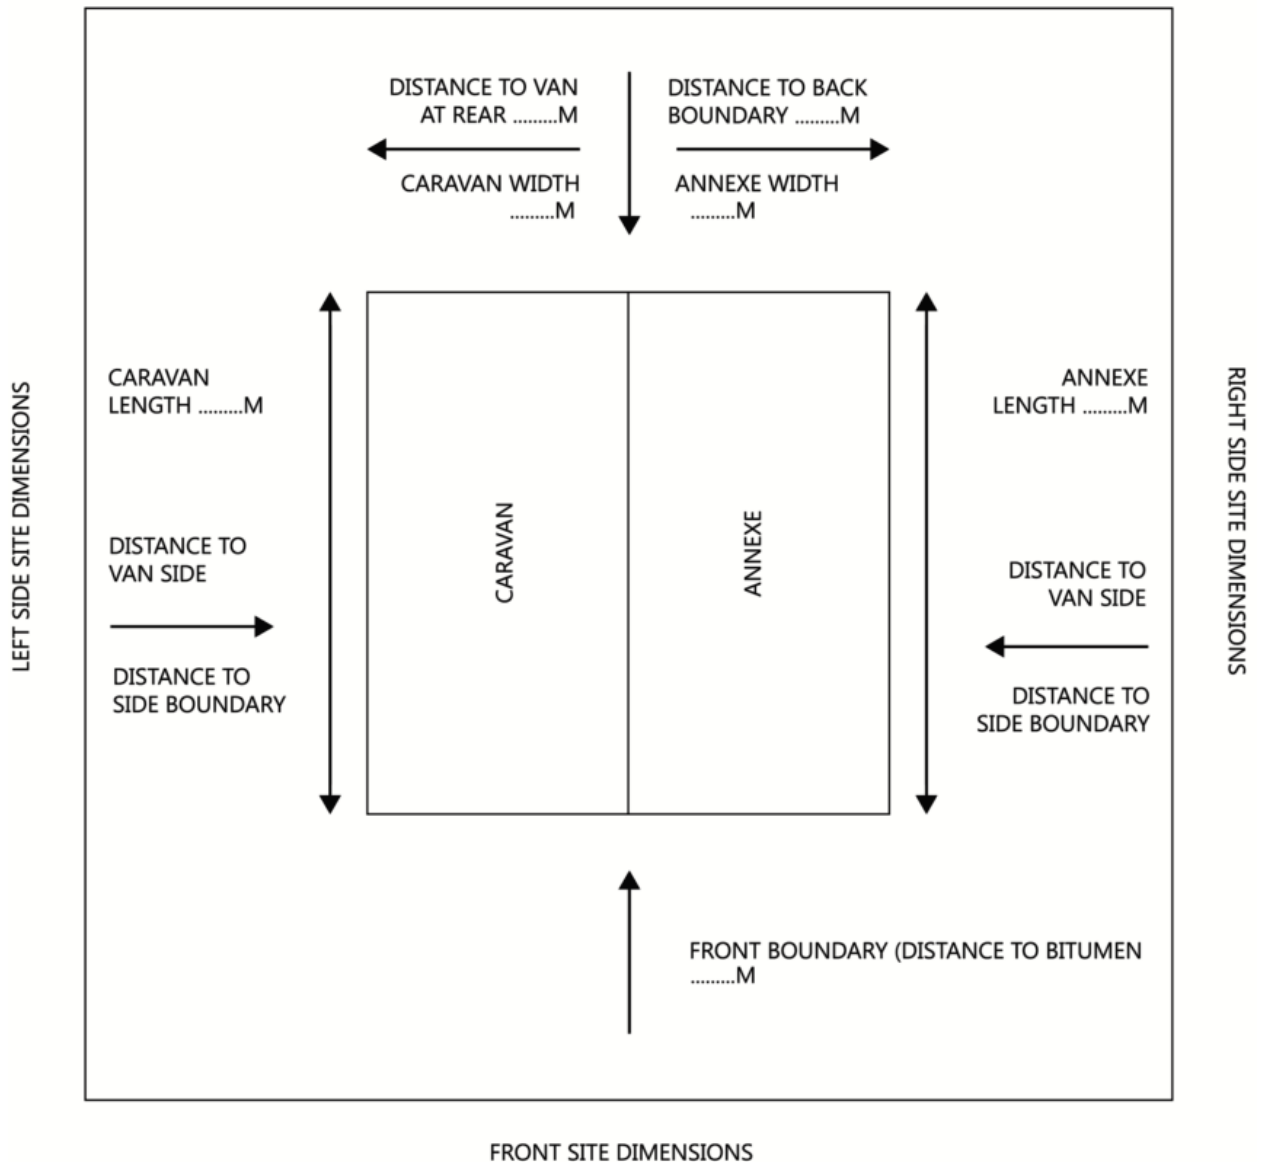 DISTANCE TO VAN
AT REAR .........M
DISTANCE TO BACK
BOUNDARY .........M
CARAVAN WIDTH
.........M
ANNEXE WIDTH
.........M
CARAVAN
LENGTH .........M
ANNEXE
LENGTH .........M
LEFT SIDE SITE DIMENSIONS
RIGHT SIDE SITE DIMENSIONS
CARAVAN
ANNEXE
DISTANCE TO
VAN SIDE
DISTANCE TO
SIDE BOUNDARY
DISTANCE TO
VAN SIDE
DISTANCE TO
SIDE BOUNDARY
FRONT BOUNDARY (DISTANCE TO BITUMEN
.........M
FRONT SITE DIMENSIONS